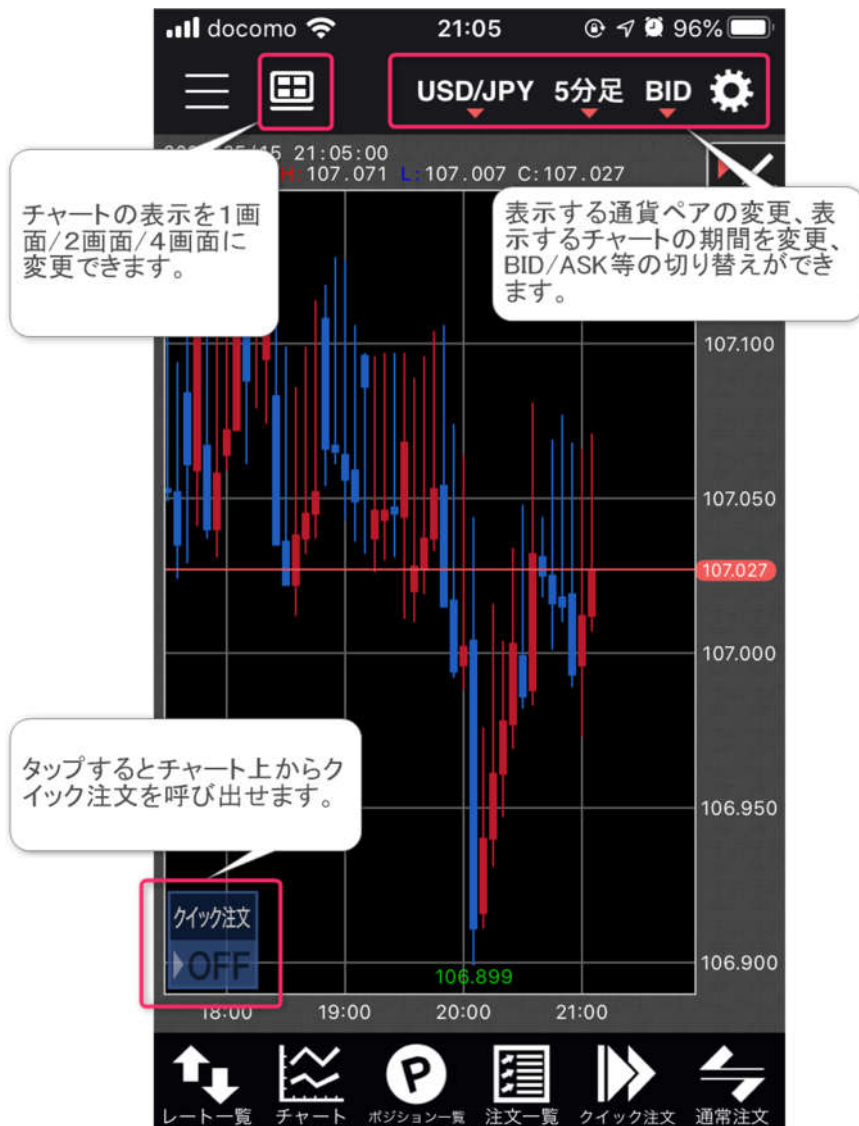 docomo 21:05 96%
USD/JPY 5分足 BID
15 21:05:00
H:107.071 L:107.007 C:107.027
チャートの表示を1画
面/2画面/4画面に
変更できます。
表示する通貨ペアの変更、表
示するチャートの期間を変更、
BID/ASK等の切り替えができ
ます。
107.100
107.050
107.027
107.000
タップするとチャート上からク
イック注文を呼び出せます。
106.950
クイック注文
OFF
106.899
106.900
18:00 19:00 20:00 21:00
P
レート一覧 チャート ポジション一覧 注文一覧 クイック注文 通常注文